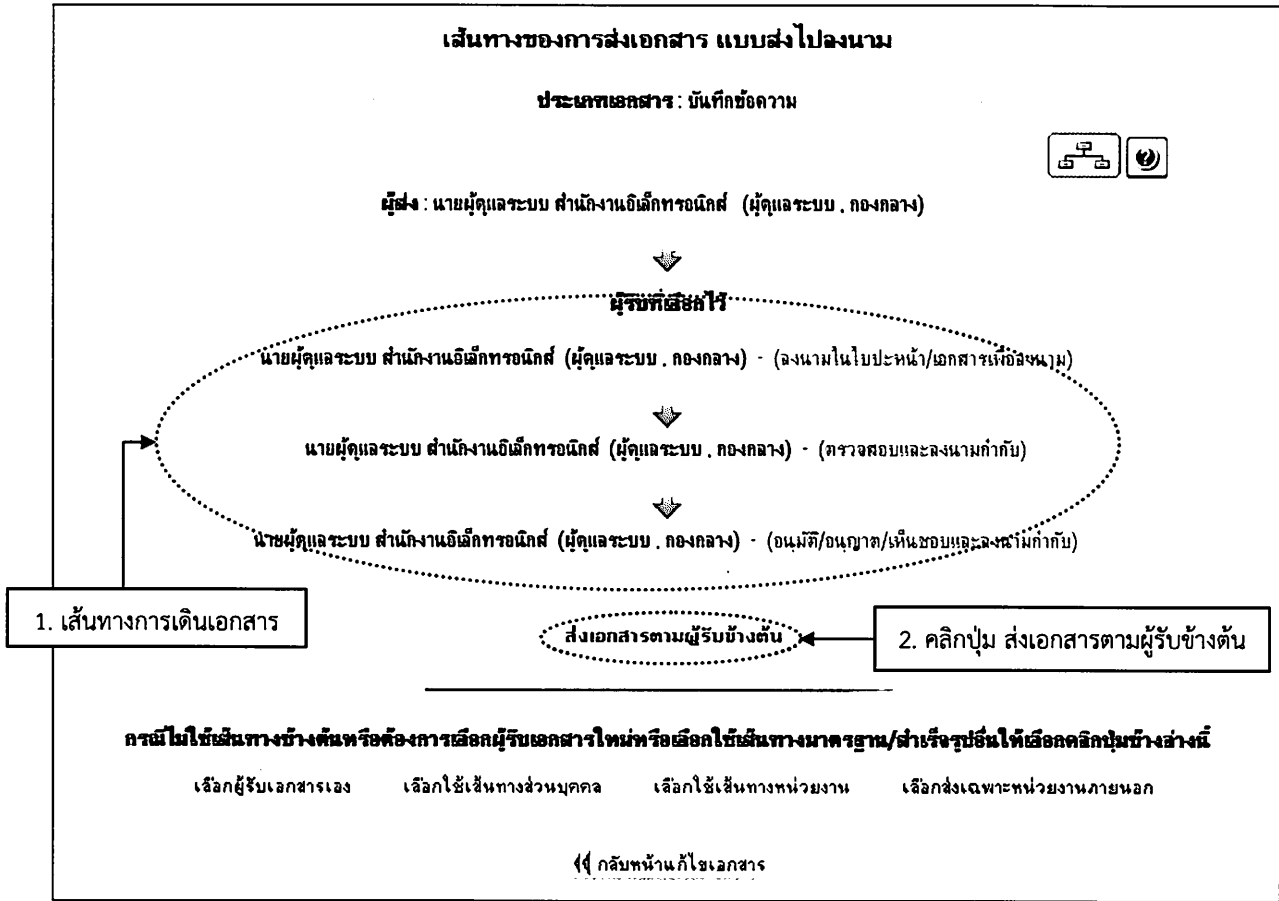 เส้นทางของการส่งเอกสาร แบบส่งไปลงนาม
ประเภทเอกสาร : บันทึกข้อความ
ผู้ส่ง : นายผู้ดูแลระบบ สำนักงานอิเล็กทรอนิกส์ (ผู้ดูแลระบบ , กองกลาง)
ผู้รับที่เลือกไว้
นายผู้ดูแลระบบ สำนักงานอิเล็กทรอนิกส์ (ผู้ดูแลระบบ , กองกลาง) - (ลงนามในใบปะหน้า/เอกสารเพื่อลงนาม)
นายผู้ดูแลระบบ สำนักงานอิเล็กทรอนิกส์ (ผู้ดูแลระบบ , กองกลาง) - (ตรวจสอบและลงนามกำกับ)
นายผู้ดูแลระบบ สำนักงานอิเล็กทรอนิกส์ (ผู้ดูแลระบบ , กองกลาง) - (อนุมัติ/อนุญาต/เห็นชอบและลงนามกำกับ)
1. เส้นทางการเดินเอกสาร
ส่งเอกสารตามผู้รับข้างต้น
2. คลิกปุ่ม ส่งเอกสารตามผู้รับข้างต้น
กรณีไม่ใช้เส้นทางข้างต้นหรือต้องการเลือกผู้รับเอกสารใหม่หรือเลือกใช้เส้นทางมาตรฐาน/สำเร็จรูปอื่นให้เลือกคลิกปุ่มข้างล่างนี้
เลือกผู้รับเอกสารเอง เลือกใช้เส้นทางส่วนบุคคล เลือกใช้เส้นทางหน่วยงาน เลือกส่งเฉพาะหน่วยงานภายนอก
กลับหน้าแก้ไขเอกสาร